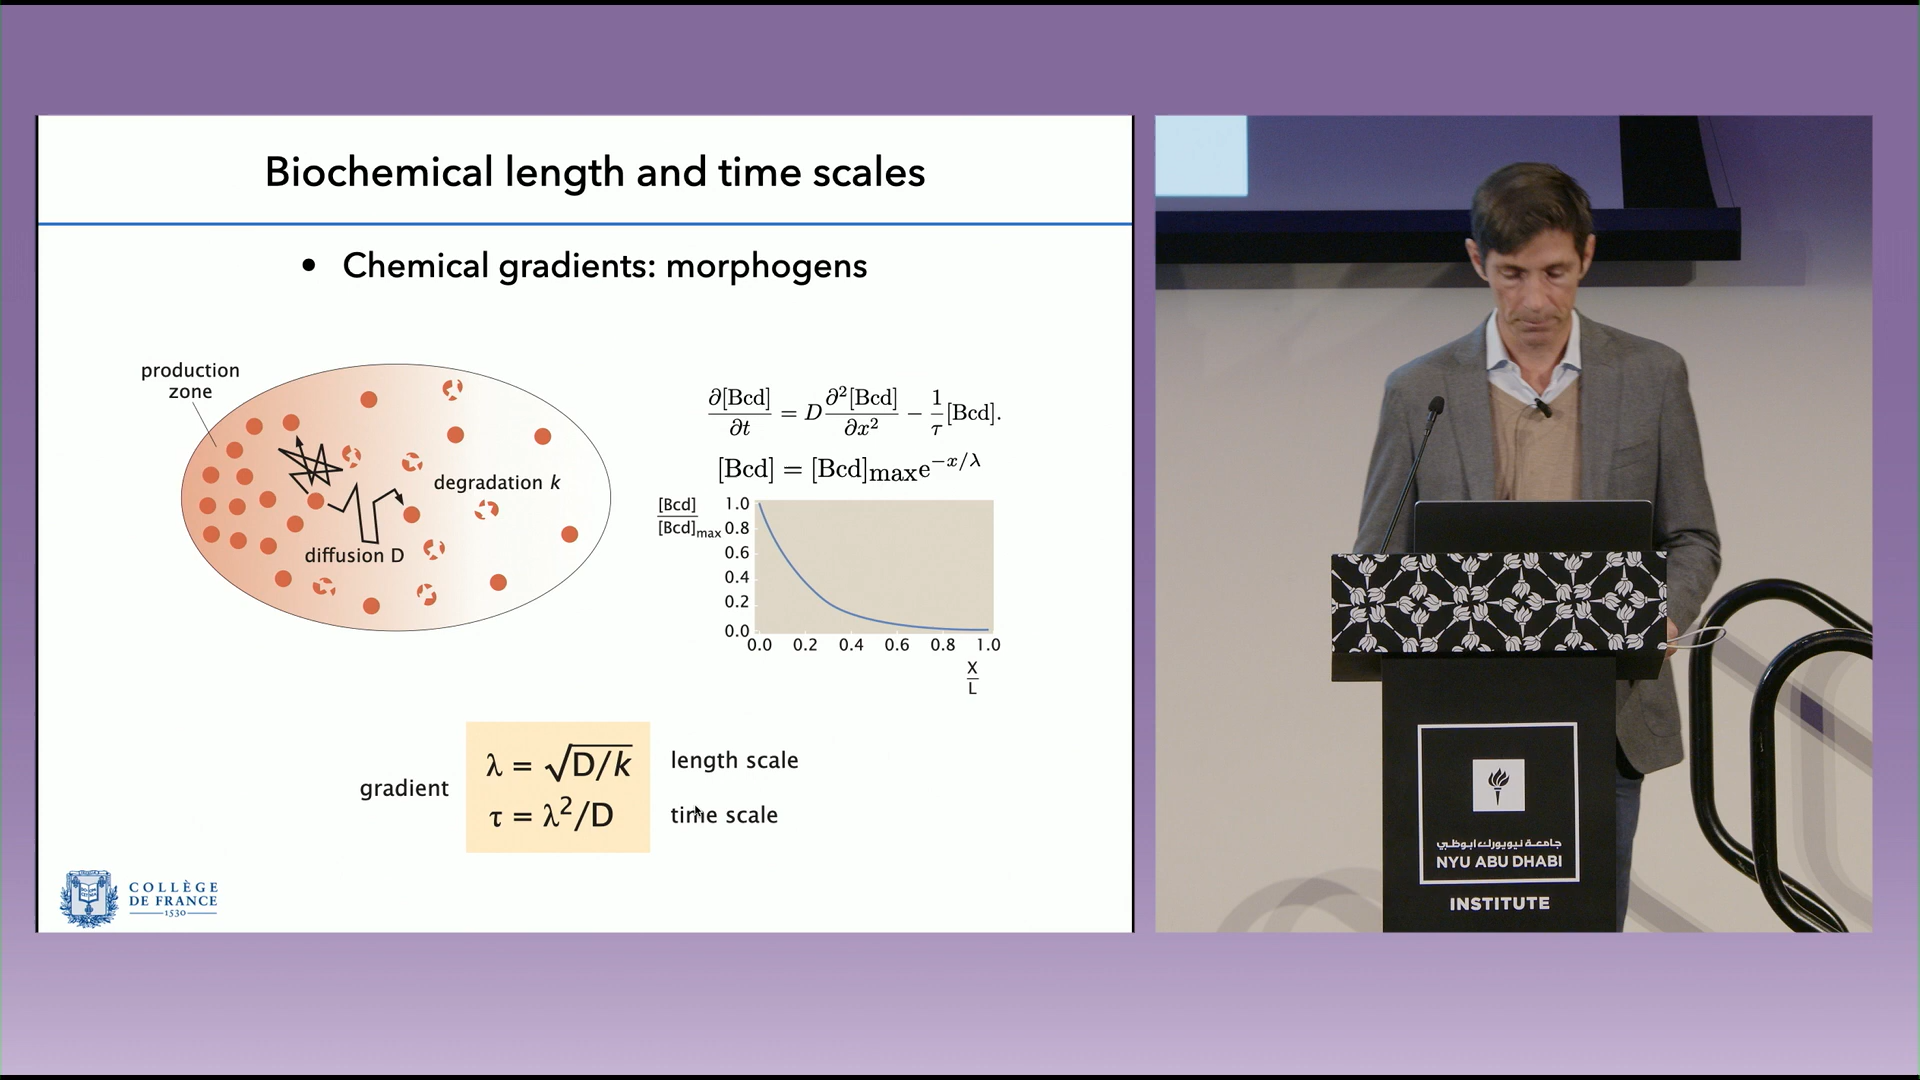 Biochemical length and time scales
• Chemical gradients: morphogens
production
zone
degradation k
diffusion D
∂[Bcd]/∂t = D ∂²[Bcd]/∂x² − 1/τ [Bcd].
[Bcd] = [Bcd]maxe−x/λ
[Bcd]
[Bcd]max
1.0
0.8
0.6
0.4
0.2
0.0
0.0 0.2 0.4 0.6 0.8 1.0
X
L
gradient
λ = √D/k length scale
τ = λ²/D time scale
COLLÈGE
DE FRANCE
1530
جامعة نيويورك أبوظبي
NYU ABU DHABI
INSTITUTE